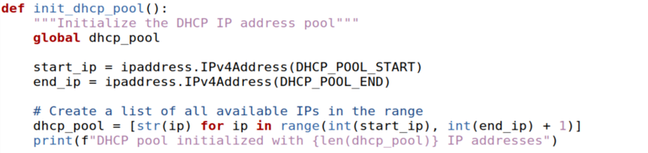 def init_dhcp_pool():
    """Initialize the DHCP IP address pool"""
    global dhcp_pool

    start_ip = ipaddress.IPv4Address(DHCP_POOL_START)
    end_ip = ipaddress.IPv4Address(DHCP_POOL_END)

    # Create a list of all available IPs in the range
    dhcp_pool = [str(ip) for ip in range(int(start_ip), int(end_ip) + 1)]
    print(f"DHCP pool initialized with {len(dhcp_pool)} IP addresses")